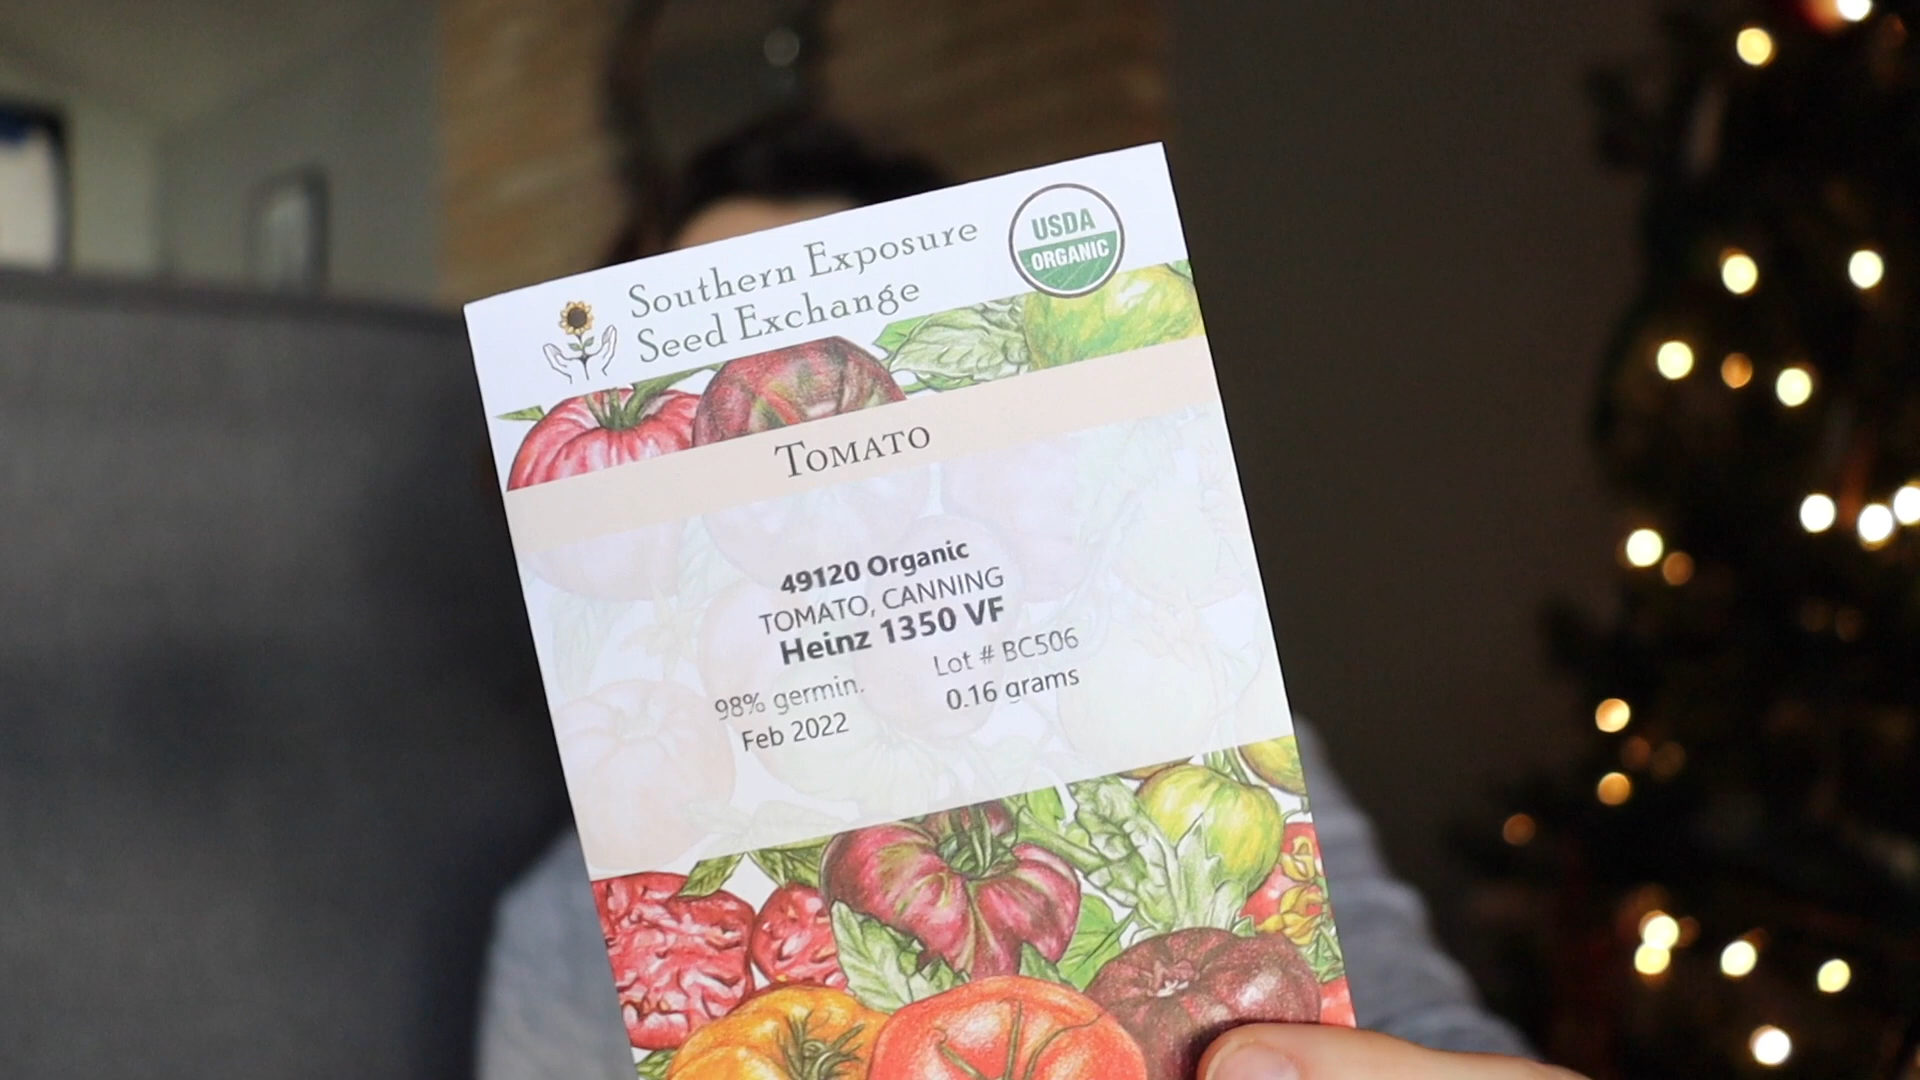 Southern Exposure
Seed Exchange
USDA
ORGANIC
TOMATO
49120 Organic
TOMATO, CANNING
Heinz 1350 VF
98% germin.
Lot # BC506
Feb 2022
0.16 grams